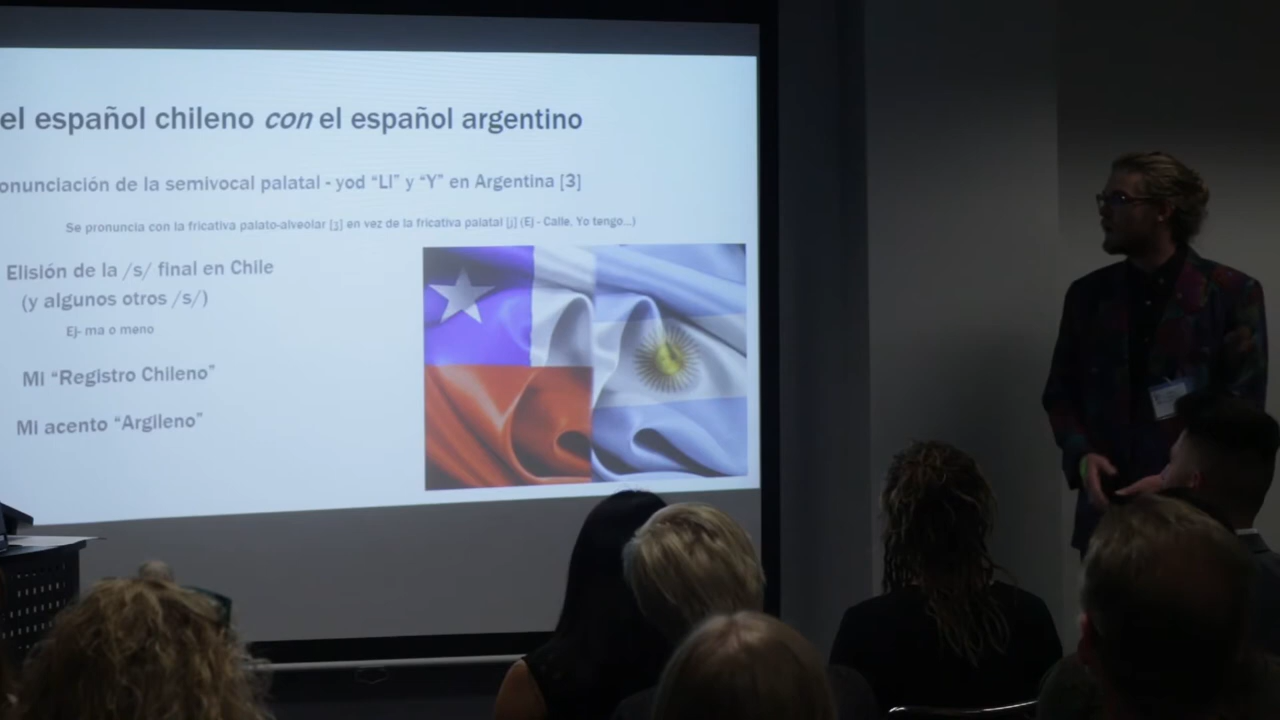 el español chileno con el español argentino
onunciación de la semivocal palatal - yod “Ll” y “Y” en Argentina [3]
Se pronuncia con la fricativa palato-alveolar [ʒ] en vez de la fricativa palatal [j] (Ej - Calle, Yo tengo...)
Elisión de la /s/ final en Chile
(y algunos otros /s/)
Ej- ma o meno
Mi “Registro Chileno”
Mi acento “Argileno”